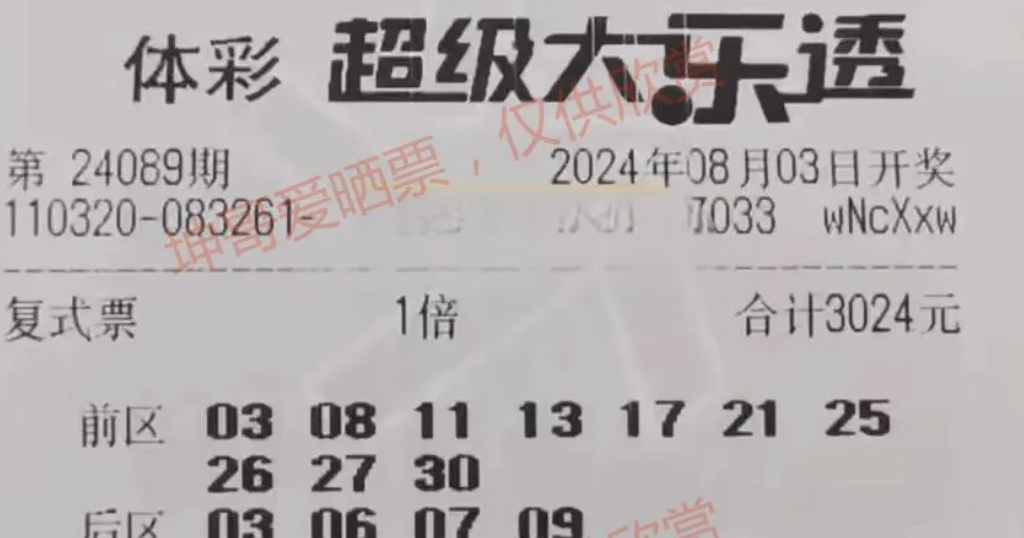 体彩 超级大乐透
坤哥爱晒票，仅供欣赏
第 24089期 2024年08月03日开奖
110320-083261- 7033 wNcXxw
复式票 1倍 合计3024元
前区 03 08 11 13 17 21 25
26 27 30
后区 03 06 07 09
欣赏